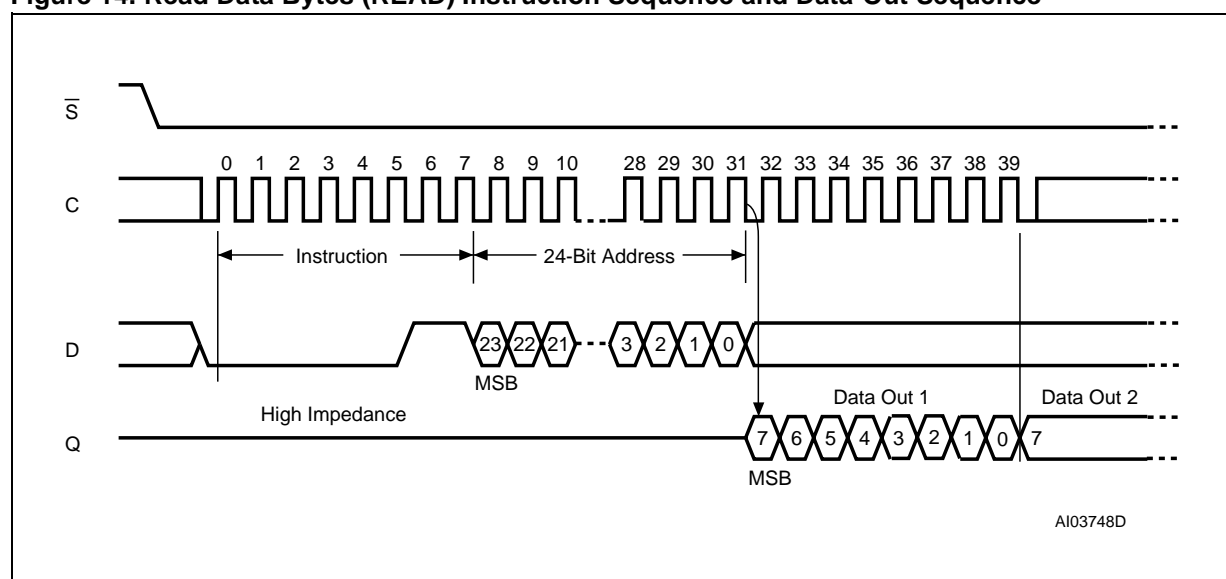 Figure 14. Read Data Bytes (READ) Instruction Sequence and Data-Out Sequence
S
0 1 2 3 4 5 6 7 8 9 10 28 29 30 31 32 33 34 35 36 37 38 39
C
Instruction 24-Bit Address
D
23 22 21 3 2 1 0
MSB
Data Out 1 Data Out 2
High Impedance
Q
7 6 5 4 3 2 1 0 7
MSB
AI03748D